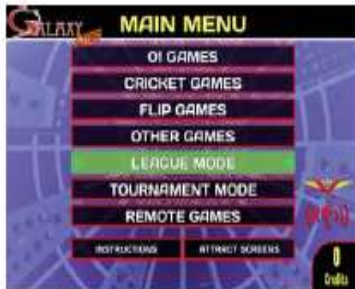 GALAXY
MAIN MENU
01 GAMES
CRICKET GAMES
FLIP GAMES
OTHER GAMES
LEAGUE MODE
TOURNAMENT MODE
REMOTE GAMES
INSTRUCTIONS
ATTRACT SCREENS
0
Credits